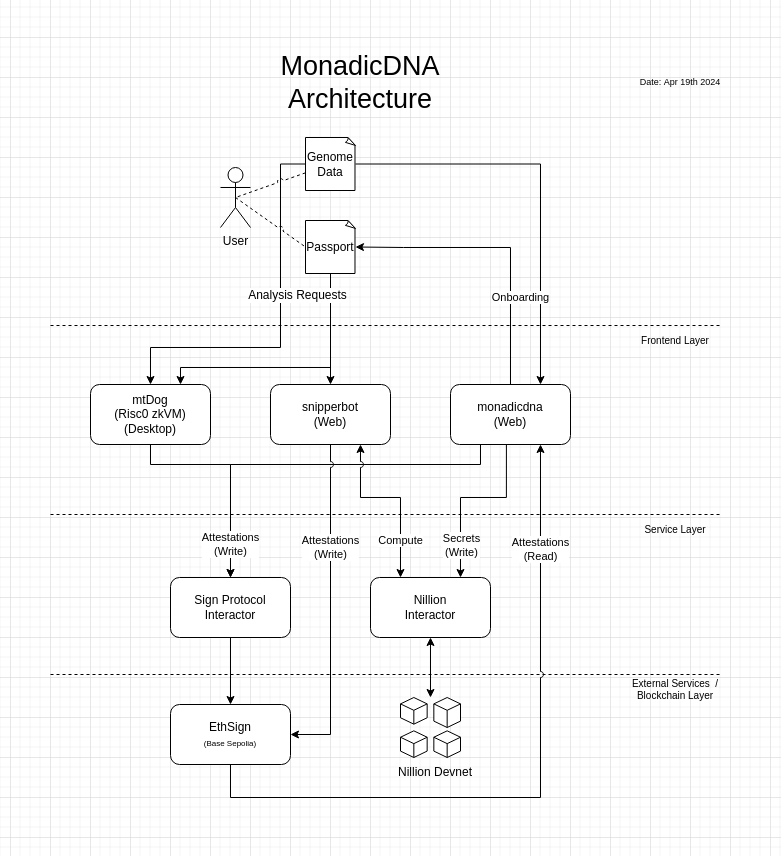 MonadicDNA
Architecture
Date: Apr 19th 2024
Genome
Data
User
Passport
Analysis Requests
Onboarding
Frontend Layer
mtDog
(Risc0 zkVM)
(Desktop)
snipperbot
(Web)
monadicdna
(Web)
Service Layer
Attestations
(Write)
Attestations
(Write)
Compute
Secrets
(Write)
Attestations
(Read)
Sign Protocol
Interactor
Nillion
Interactor
External Services /
Blockchain Layer
EthSign
(Base Sepolia)
Nillion Devnet